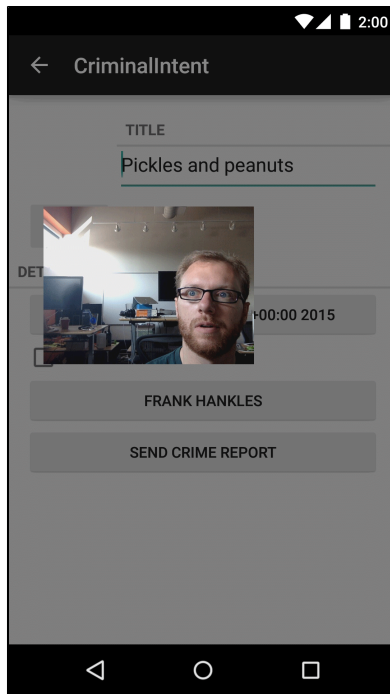 2:00
CriminalIntent
TITLE
Pickles and peanuts
DET
+00:00 2015
FRANK HANKLES
SEND CRIME REPORT